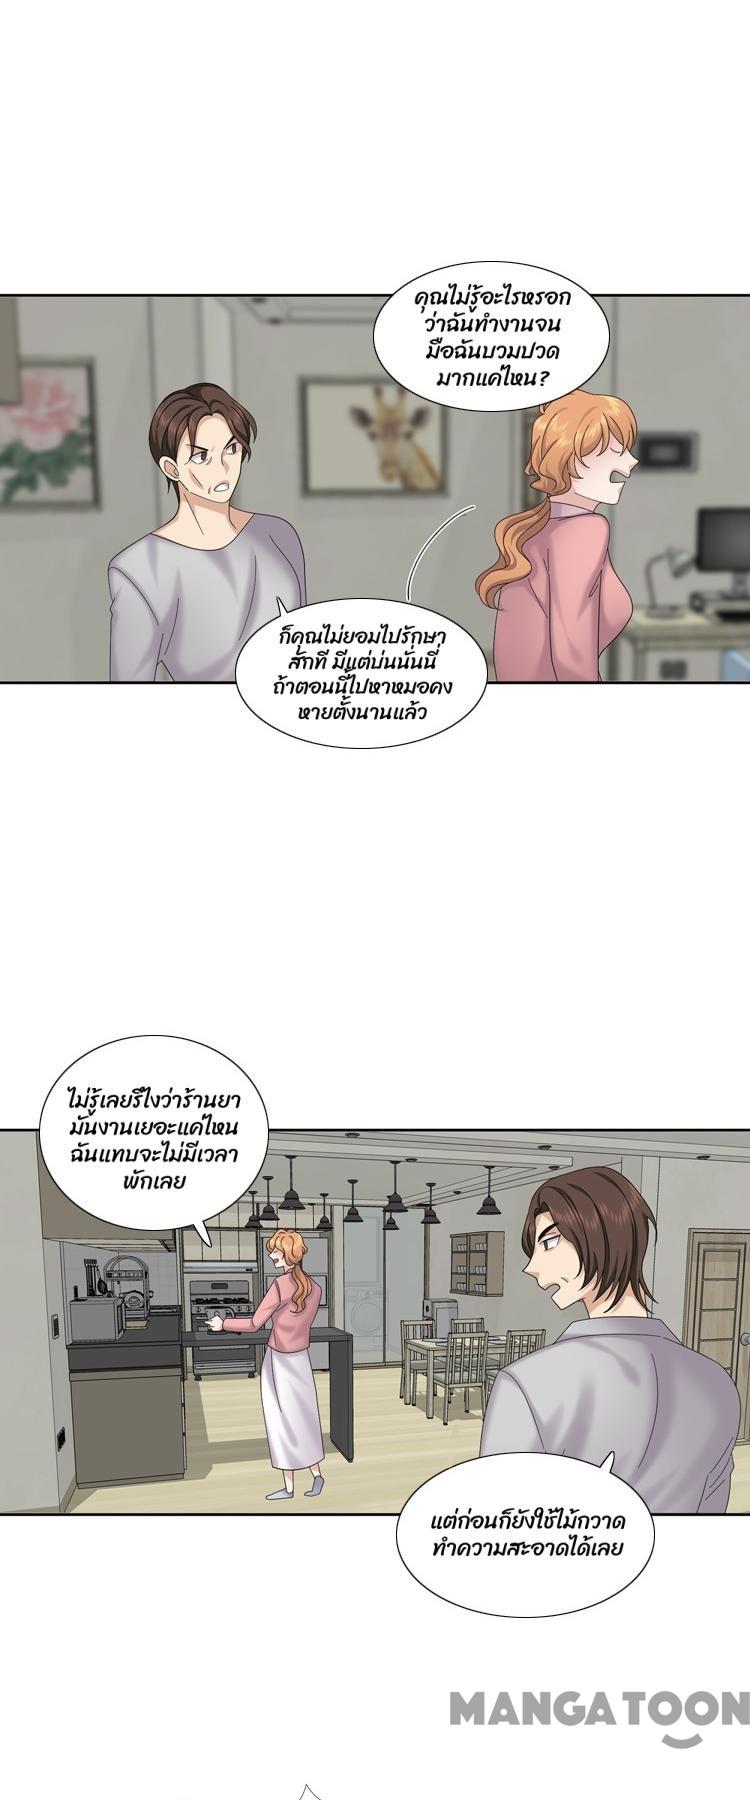 คุณไม่รู้อะไรหรอก
ว่าฉันทำงานจน
มือฉันบวมปวด
มากแค่ไหน?
ก็คุณไม่ยอมไปรักษา
สักที มีแต่บ่นนั่นนี่
ถ้าตอนนี้ไปหาหมอคง
หายตั้งนานแล้ว
ไม่รู้เลยรึไงว่าร้านยา
มันงานเยอะแค่ไหน
ฉันแทบจะไม่มีเวลา
พักเลย
แต่ก่อนก็ยังใช้ไม้กวาด
ทำความสะอาดได้เลย
MANGATOON